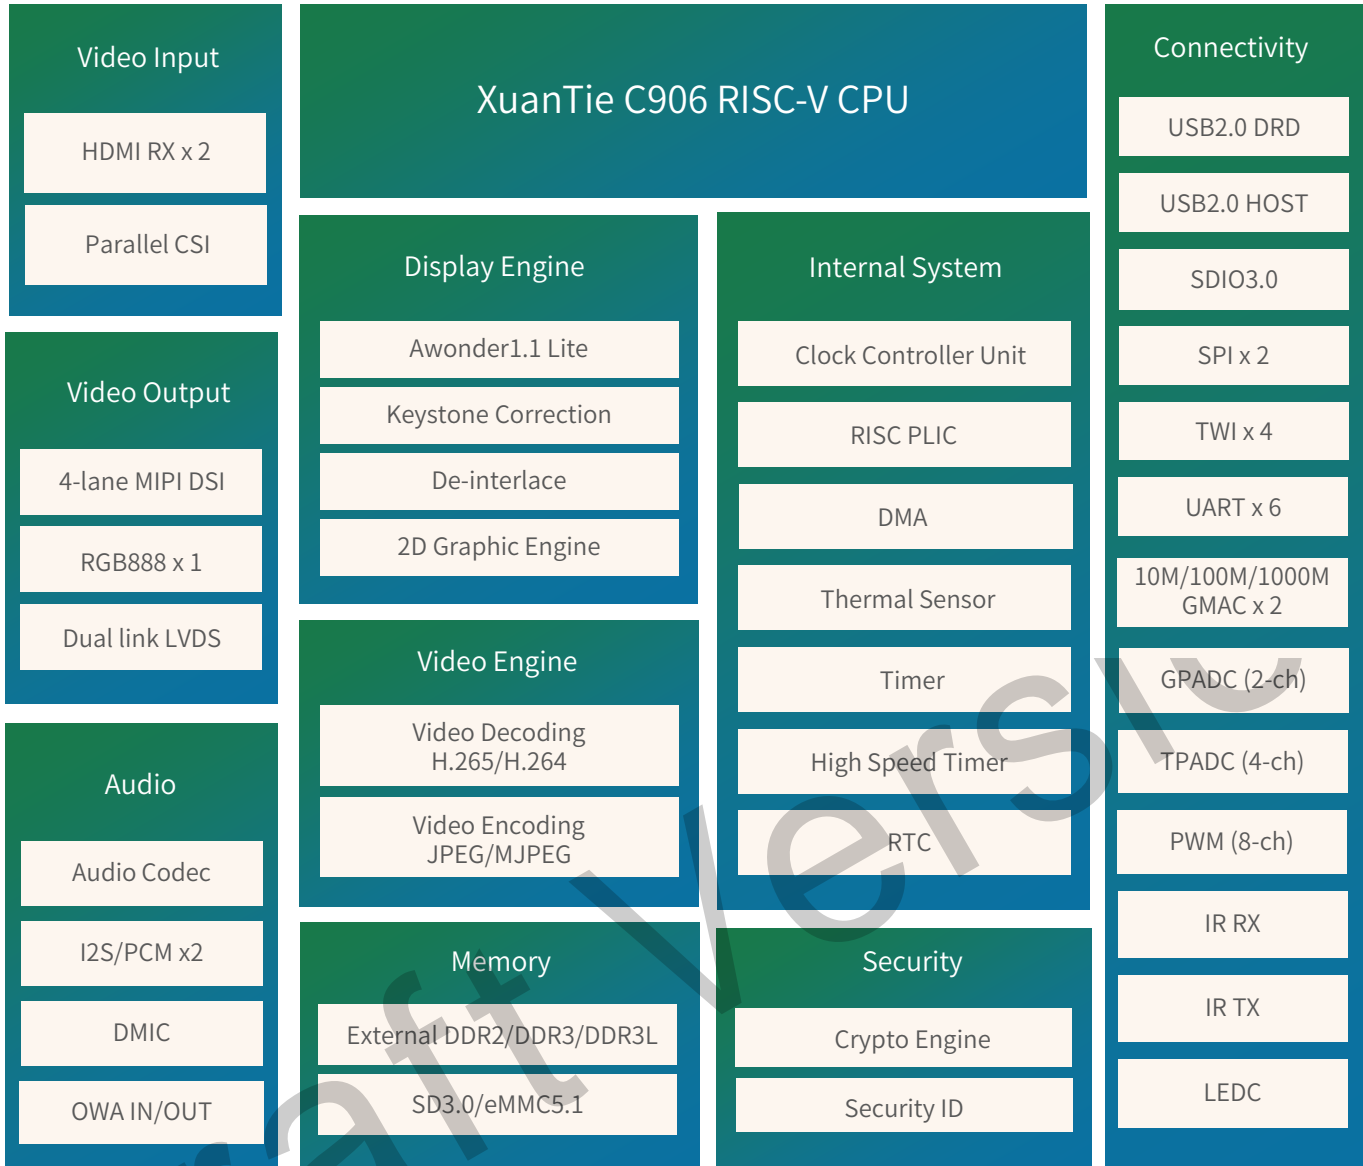 Video Input
HDMI RX x 2
Parallel CSI
Video Output
4-lane MIPI DSI
RGB888 x 1
Dual link LVDS
Audio
Audio Codec
I2S/PCM x2
DMIC
OWA IN/OUT
XuanTie C906 RISC-V CPU
Display Engine
Awonder1.1 Lite
Keystone Correction
De-interlace
2D Graphic Engine
Video Engine
Video Decoding
H.265/H.264
Video Encoding
JPEG/MJPEG
Memory
External DDR2/DDR3/DDR3L
SD3.0/eMMC5.1
Internal System
Clock Controller Unit
RISC PLIC
DMA
Thermal Sensor
Timer
High Speed Timer
RTC
Security
Crypto Engine
Security ID
Connectivity
USB2.0 DRD
USB2.0 HOST
SDIO3.0
SPI x 2
TWI x 4
UART x 6
10M/100M/1000M
GMAC x 2
GPADC (2-ch)
TPADC (4-ch)
PWM (8-ch)
IR RX
IR TX
LEDC